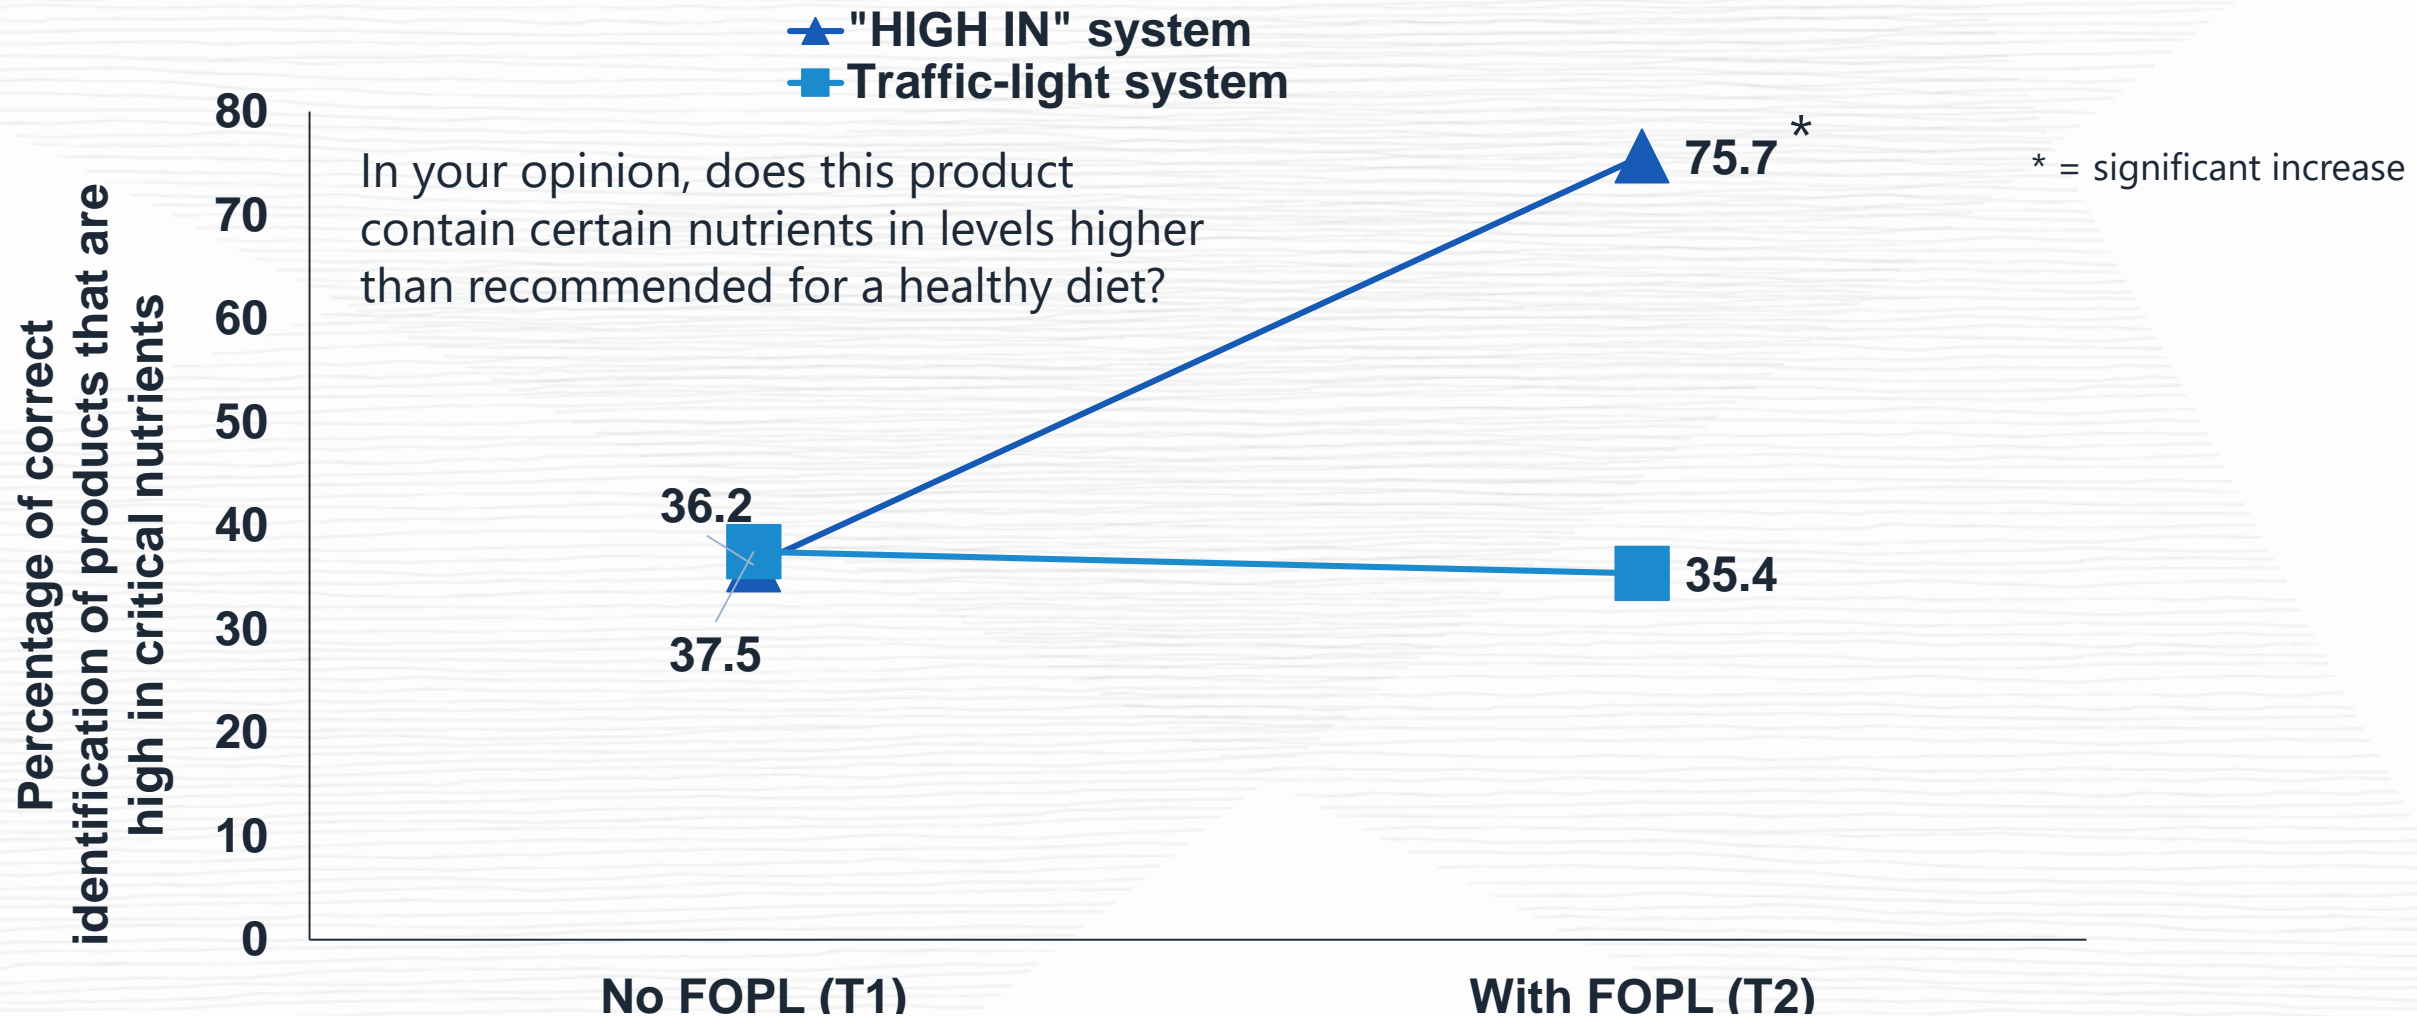 "HIGH IN" system
Traffic-light system
80
70
60
50
40
30
20
10
0
Percentage of correct
identification of products that are
high in critical nutrients
In your opinion, does this product
contain certain nutrients in levels higher
than recommended for a healthy diet?
75.7 *
* = significant increase
36.2
37.5
35.4
No FOPL (T1)
With FOPL (T2)